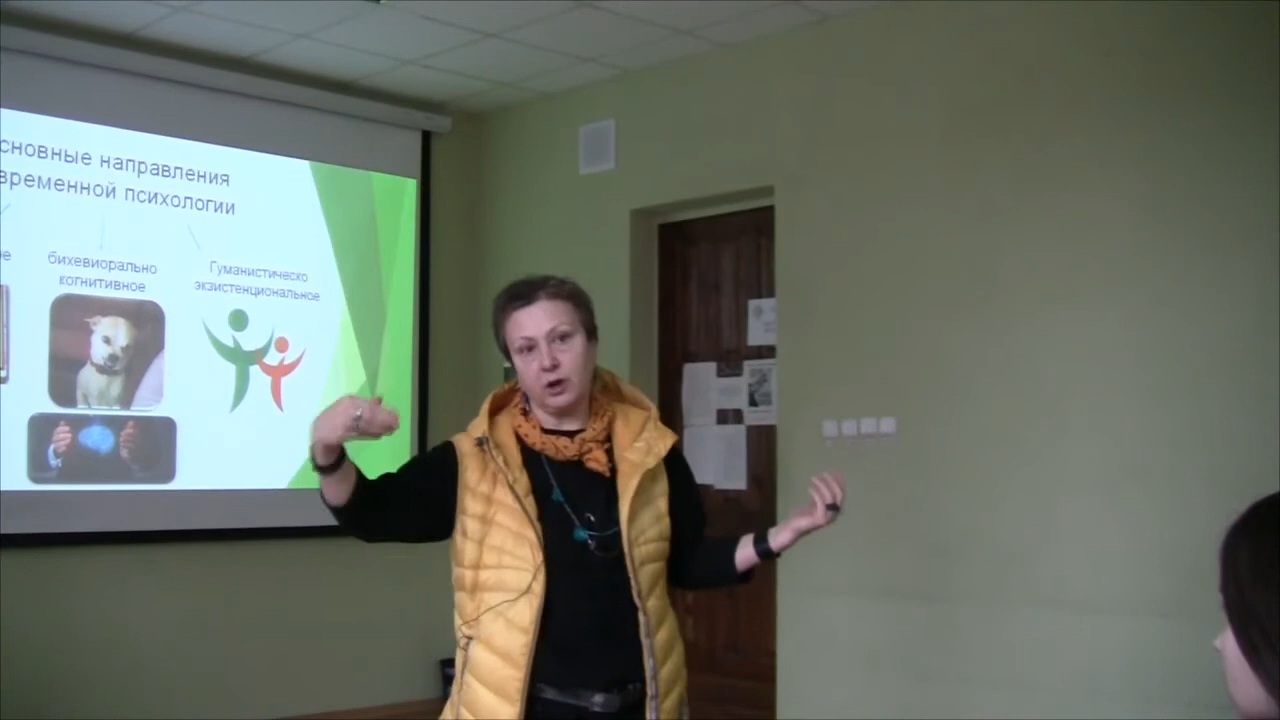 сновные направления
временной психологии
е
бихевиорально
когнитивное
Гуманистическо
экзистенциональное